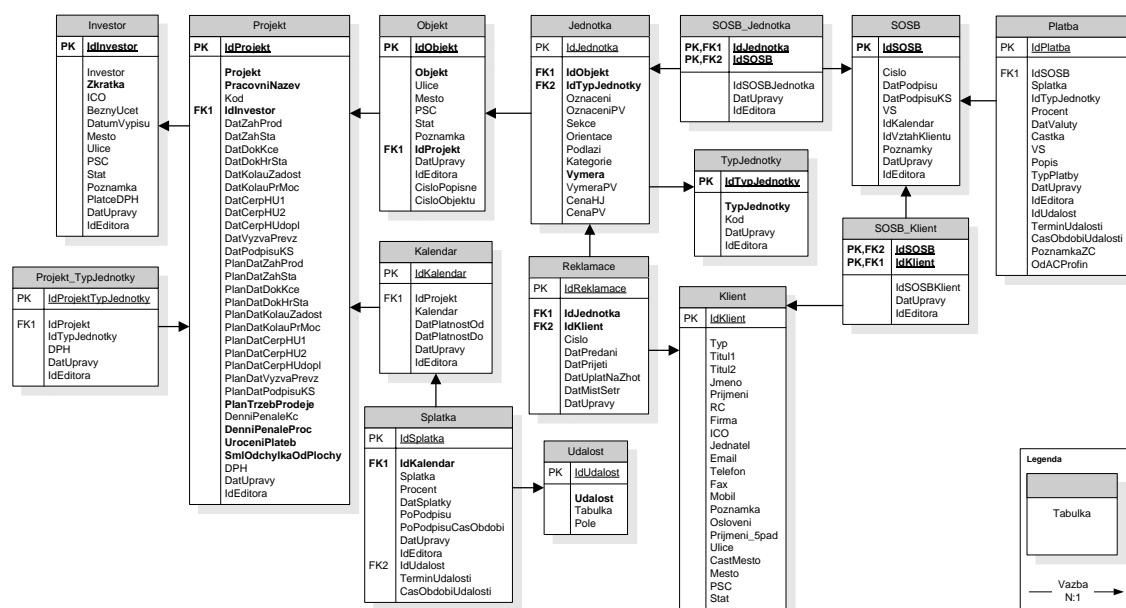 Investor
PK IdInvestor
Investor
Zkratka
ICO
BeznyUcet
DatumVypisu
Mesto
Ulice
PSC
Stat
Poznamka
PlatceDPH
DatUpravy
IdEditora
Projekt
PK IdProjekt
Projekt
PracovniNazev
Kod
FK1 IdInvestor
DatZahProd
DatZahSta
DatDokKce
DatDokHrSta
DatKolauZadost
DatKolauPrMoc
DatCerpHU1
DatCerpHU2
DatCerpHUdopl
DatVyzvaPrevz
DatPodpisuKS
PlanDatZahProd
PlanDatZahSta
PlanDatDokKce
PlanDatDokHrSta
PlanDatKolauZadost
PlanDatKolauPrMoc
PlanDatCerpHU1
PlanDatCerpHU2
PlanDatCerpHUdopl
PlanDatVyzvaPrevz
PlanDatPodpisuKS
PlanTrzebProdeje
DenniPenaleKc
DenniPenaleProc
UroceniPlateb
SmlOdchylkaOdPlochy
DPH
DatUpravy
IdEditora
Objekt
PK IdObjekt
Objekt
Ulice
Mesto
PSC
Stat
Poznamka
FK1 IdProjekt
DatUpravy
IdEditora
CisloPopisne
CisloObjektu
Jednotka
PK IdJednotka
FK1 IdObjekt
FK2 IdTypJednotky
Oznaceni
OznaceniPV
Sekce
Orientace
Podlazi
Kategorie
Vymera
VymeraPV
CenaHJ
CenaPV
SOSB_Jednotka
PK,FK1 IdJednotka
PK,FK2 IdSOSB
IdSOSBJednotka
DatUpravy
IdEditora
SOSB
PK IdSOSB
Cislo
DatPodpisu
DatPodpisuKS
VS
IdKalendar
IdVztahKlientu
Poznamky
DatUpravy
IdEditora
Platba
PK IdPlatba
FK1 IdSOSB
Splatka
IdTypJednotky
Procent
DatValuty
Castka
VS
Popis
TypPlatby
DatUpravy
IdEditora
IdUdalost
TerminUdalosti
CasObdobiUdalosti
PoznamkaZC
OdACProfin
TypJednotky
PK IdTypJednotky
TypJednotky
Kod
DatUpravy
IdEditora
SOSB_Klient
PK,FK2 IdSOSB
PK,FK1 IdKlient
IdSOSBKlient
DatUpravy
IdEditora
Projekt_TypJednotky
PK IdProjektTypJednotky
FK1 IdProjekt
IdTypJednotky
DPH
DatUpravy
IdEditora
Kalendar
PK IdKalendar
FK1 IdProjekt
Kalendar
DatPlatnostOd
DatPlatnostDo
DatUpravy
IdEditora
Reklamace
PK IdReklamace
FK1 IdJednotka
FK2 IdKlient
Cislo
DatPredani
DatPrijeti
DatUplatNaZhot
DatMistSetr
DatUpravy
Klient
PK IdKlient
Typ
Titul1
Titul2
Jmeno
Prijmeni
RC
Firma
ICO
Jednatel
Email
Telefon
Fax
Mobil
Poznamka
Osloveni
Prijmeni_5pad
Ulice
CastMesto
Mesto
PSC
Stat
Splatka
PK IdSplatka
FK1 IdKalendar
Splatka
Procent
DatSplatky
PoPodpisu
PoPodpisuCasObdobi
DatUpravy
IdEditora
FK2 IdUdalost
TerminUdalosti
CasObdobiUdalosti
Udalost
PK IdUdalost
Udalost
Tabulka
Pole
Legenda
Tabulka
Vazba
N:1